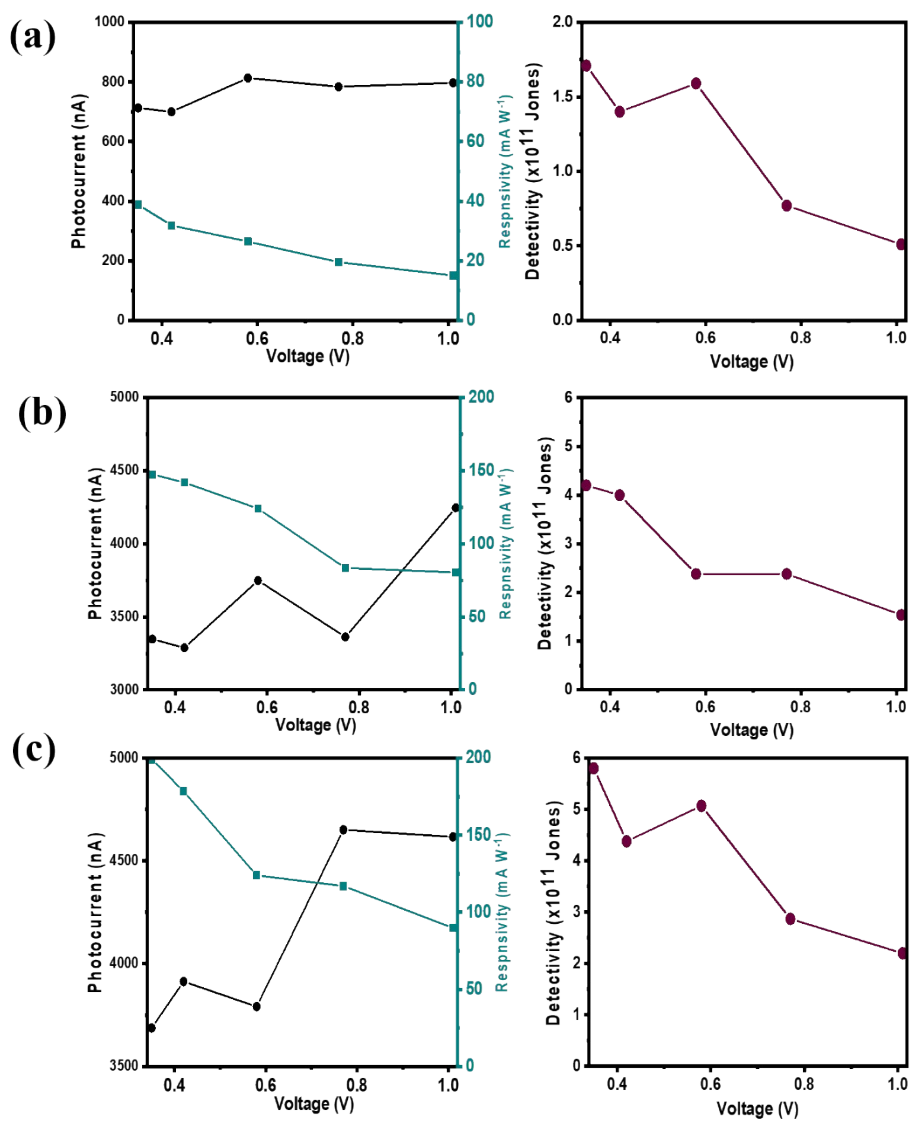 (a)
1000
800
600
400
200
0
Photocurrent (nA)
100
80
60
40
20
0
Respnsivity (mA W⁻¹)
0.4 0.6 0.8 1.0
Voltage (V)
2.0
1.5
1.0
0.5
0.0
Detectivity (x10¹¹ Jones)
0.4 0.6 0.8 1.0
Voltage (V)
(b)
5000
4500
4000
3500
3000
Photocurrent (nA)
200
150
100
50
0
Respnsivity (mA W⁻¹)
0.4 0.6 0.8 1.0
Voltage (V)
6
5
4
3
2
1
0
Detectivity (x10¹¹ Jones)
0.4 0.6 0.8 1.0
Voltage (V)
(c)
5000
4500
4000
3500
Photocurrent (nA)
200
150
100
50
0
Respnsivity (mA W⁻¹)
0.4 0.6 0.8 1.0
Voltage (V)
6
5
4
3
2
1
0
Detectivity (x10¹¹ Jones)
0.4 0.6 0.8 1.0
Voltage (V)